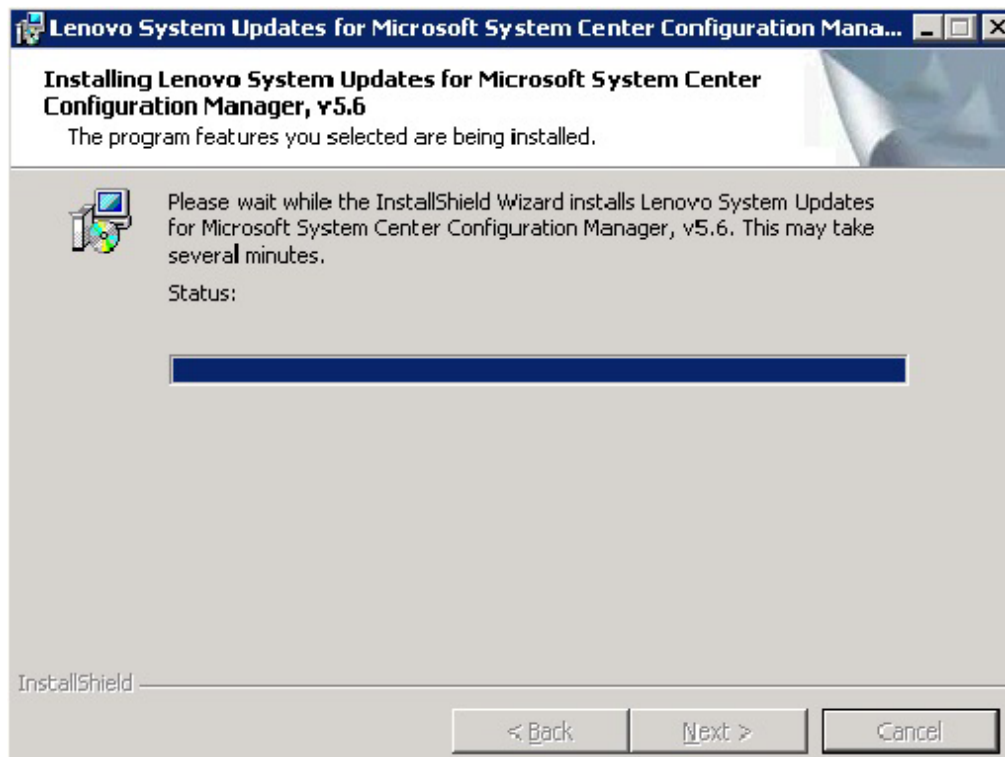 Lenovo System Updates for Microsoft System Center Configuration Mana...
Installing Lenovo System Updates for Microsoft System Center
Configuration Manager, v5.6
The program features you selected are being installed.
Please wait while the InstallShield Wizard installs Lenovo System Updates
for Microsoft System Center Configuration Manager, v5.6. This may take
several minutes.
Status:
InstallShield
< Back
Next >
Cancel